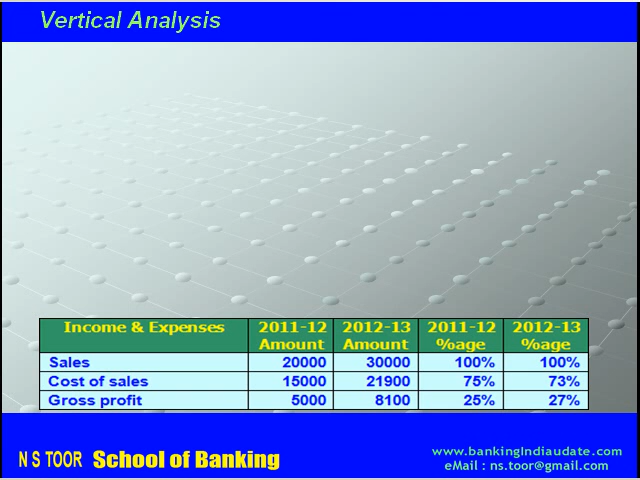 Vertical Analysis
Income & Expenses 2011-12 Amount 2012-13 Amount 2011-12 %age 2012-13 %age
Sales 20000 30000 100% 100%
Cost of sales 15000 21900 75% 73%
Gross profit 5000 8100 25% 27%
N S TOOR School of Banking
www.bankingIndiaudate.com
eMail : ns.toor@gmail.com